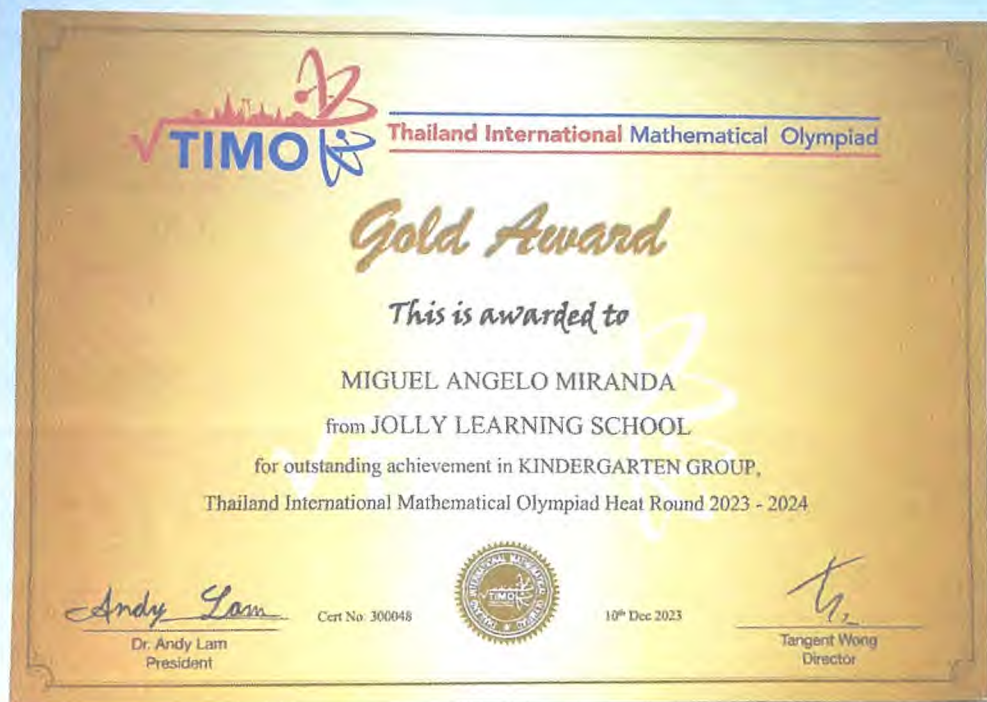 TIMO
Thailand International Mathematical Olympiad
Gold Award
This is awarded to
MIGUEL ANGELO MIRANDA
from JOLLY LEARNING SCHOOL
for outstanding achievement in KINDERGARTEN GROUP,
Thailand International Mathematical Olympiad Heat Round 2023 - 2024
Andy Lam
Cert No: 300048
TIMO
10th Dec 2023
Dr. Andy Lam
President
Tangent Wong
Director